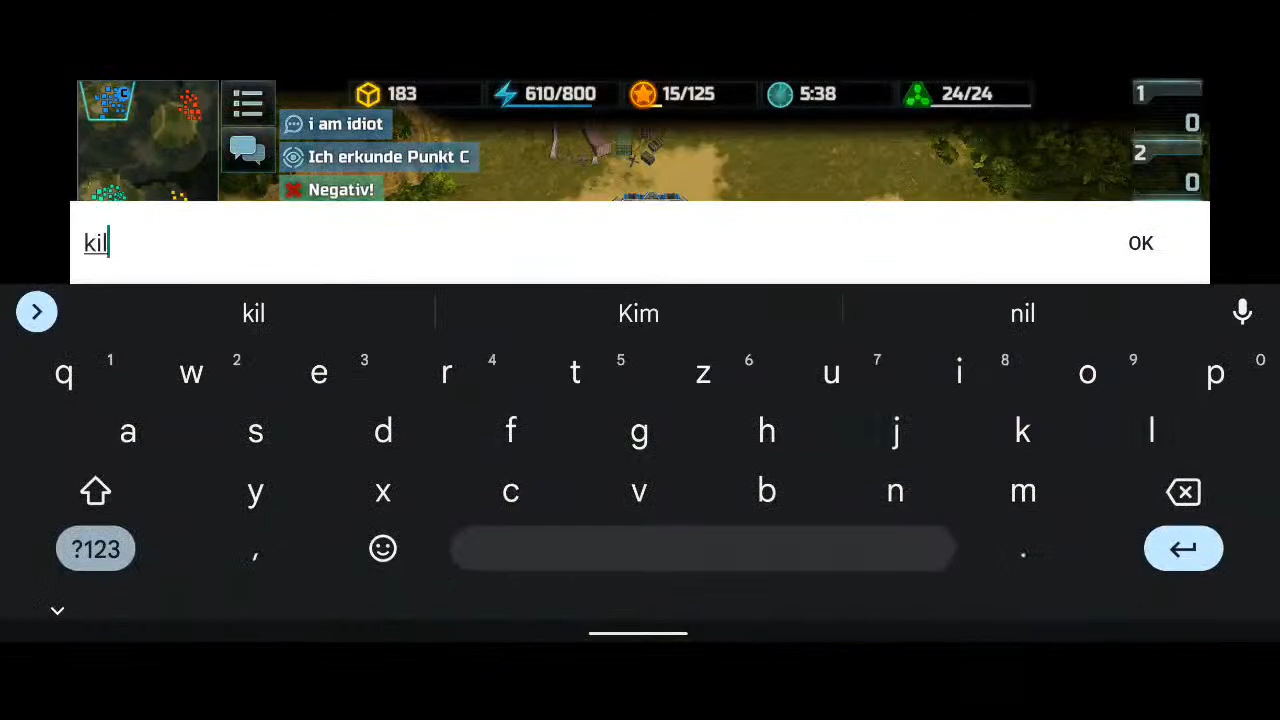 183
610/800
15/125
5:38
24/24
1
0
2
0
C
i am idiot
Ich erkunde Punkt C
Negativ!
kil
OK
kil Kim nil
q 1 w 2 e 3 r 4 t 5 z 6 u 7 i 8 o 9 p 0
a s d f g h j k l
y x c v b n m
?123 , .